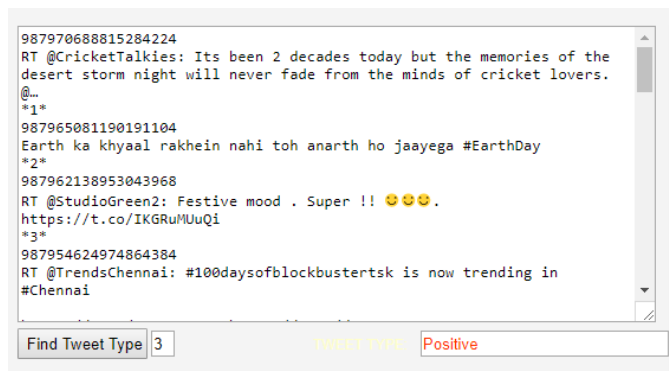 987970688815284224
RT @CricketTalkies: Its been 2 decades today but the memories of the
desert storm night will never fade from the minds of cricket lovers.
@…
*1*
987965081190191104
Earth ka khyaal rakhein nahi toh anarth ho jaayega #EarthDay
*2*
987962138953043968
RT @StudioGreen2: Festive mood . Super !! 😊😊😊.
https://t.co/IKGRuMUuQi
*3*
987954624974864384
RT @TrendsChennai: #100daysofblockbustertsk is now trending in
#Chennai
Find Tweet Type 3 TWEET TYPE Positive